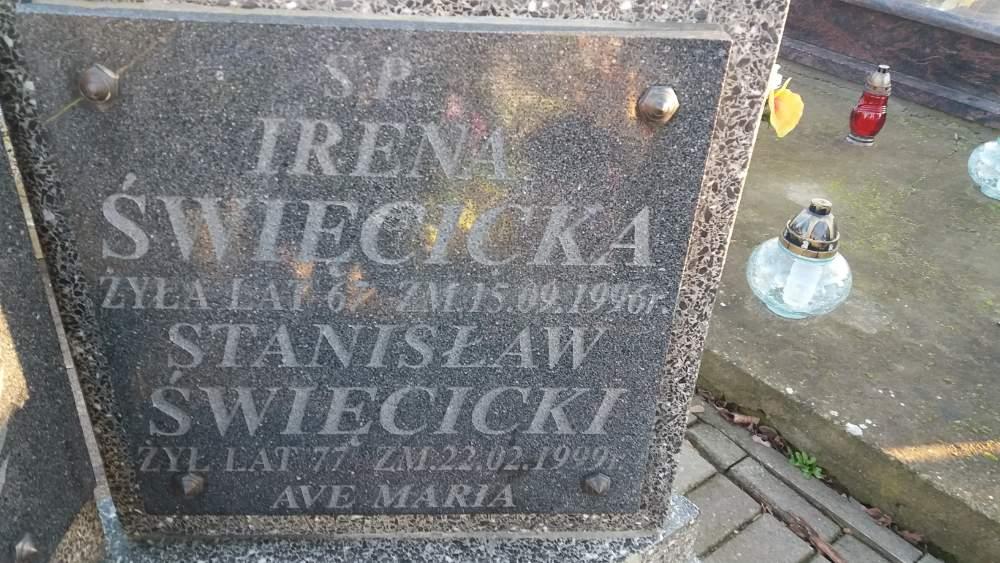 Ś.P.
IRENA
ŚWIĘCICKA
ŻYŁA LAT 67 ZM.15.09.1996r.
STANISŁAW
ŚWIĘCICKI
ŻYŁ LAT 77 ZM.22.02.1999r.
AVE MARIA